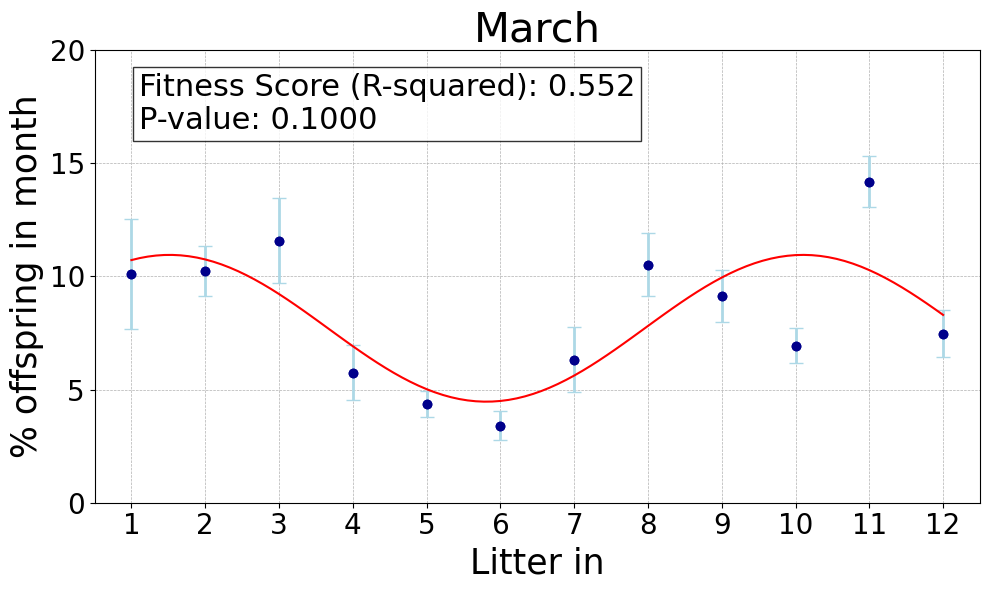 March
Fitness Score (R-squared): 0.552
P-value: 0.1000
% offspring in month
20
15
10
5
0
1 2 3 4 5 6 7 8 9 10 11 12
Litter in